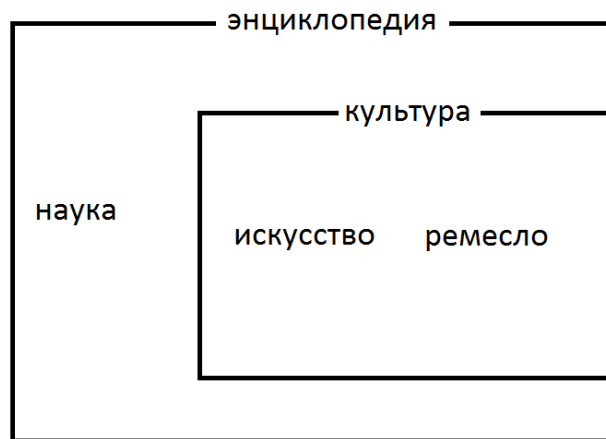 энциклопедия
культура
наука
искусство ремесло